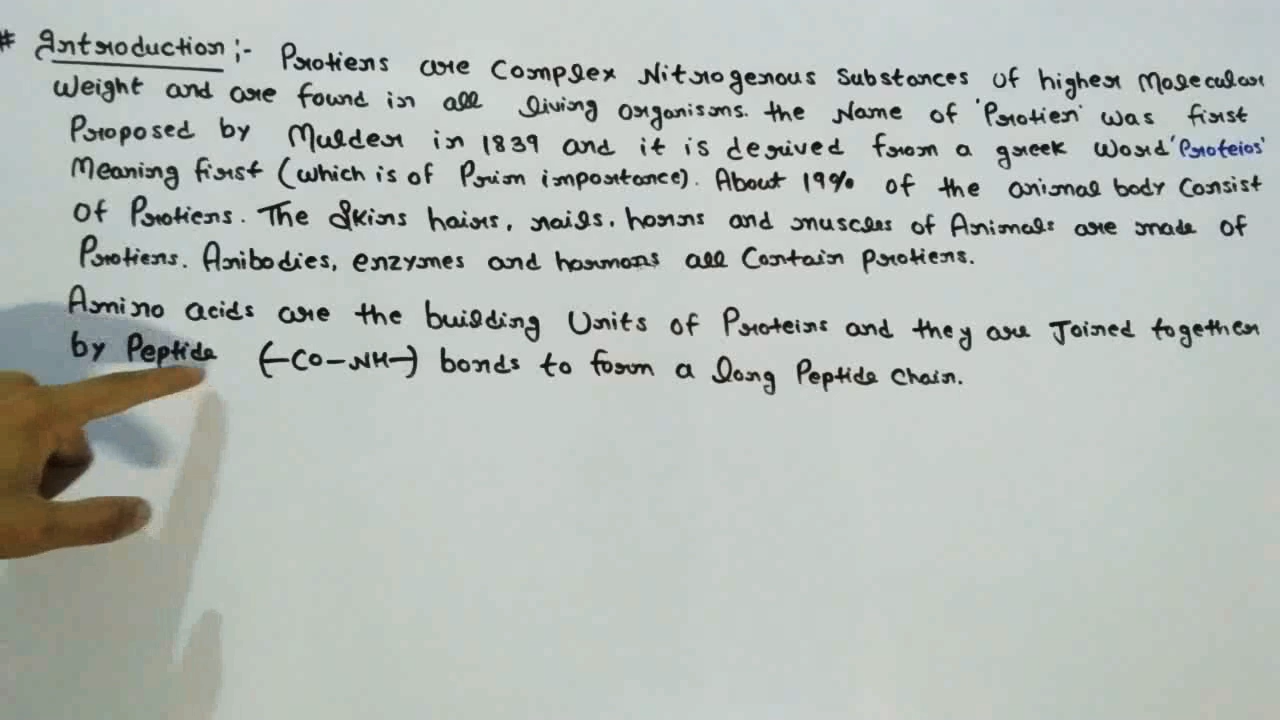 # Introduction :- Protiens are Complex Nitrogenous Substances of higher Molecular
Weight and are found in all living organisms. the Name of 'Protien' was first
Proposed by Mulder in 1839 and it is derived from a greek word 'Proteios'
Meaning first (which is of Prim importance). About 19% of the animal body Consist
of Protiens. The Skins hairs, nails, horns and muscles of Animals are made of
Protiens. Anibodies, enzymes and harmons all Contain protiens.
Amino acids are the building Units of Proteins and they are Joined together
by Peptide (-CO-NH-) bonds to form a long Peptide Chain.